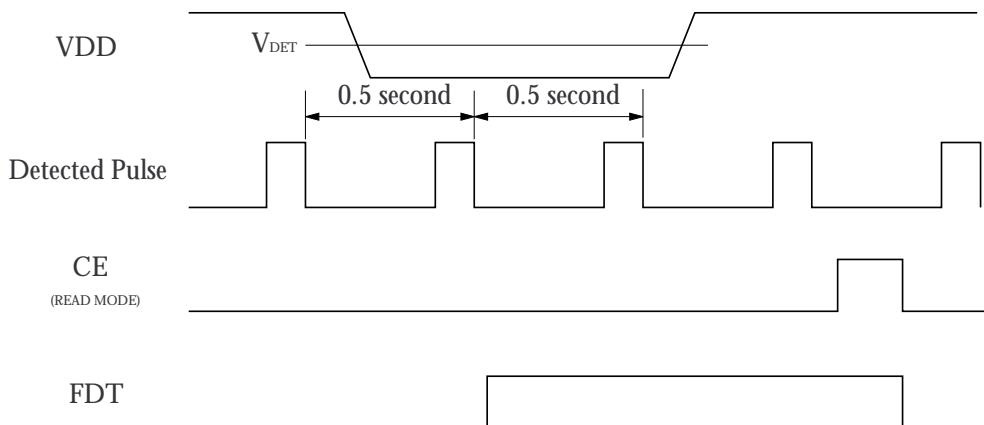 VDD
VDET
0.5 second 0.5 second
Detected Pulse
CE
(READ MODE)
FDT